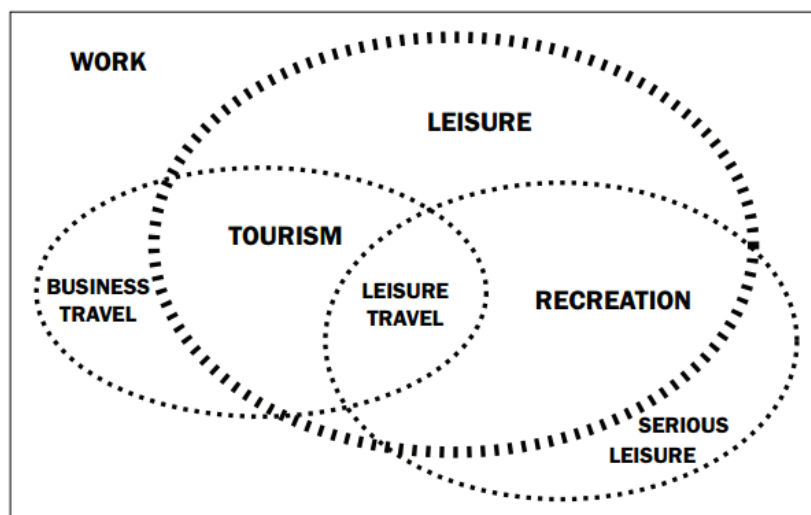 WORK
LEISURE
TOURISM
BUSINESS
TRAVEL
LEISURE
TRAVEL
RECREATION
SERIOUS
LEISURE